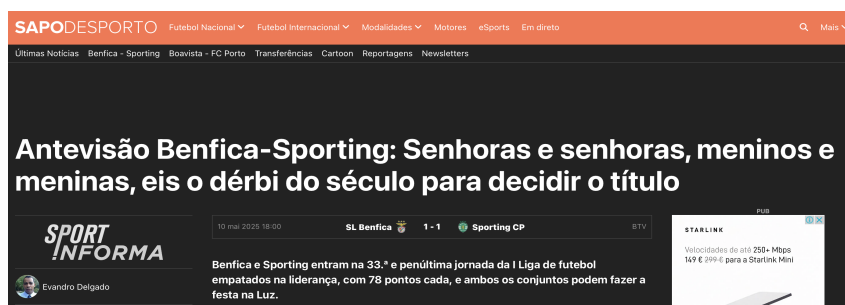 SAPODESPORTO Futebol Nacional Futebol Internacional Modalidades Motores eSports Em direto Mais
Últimas Notícias Benfica - Sporting Boavista - FC Porto Transferências Cartoon Reportagens Newsletters
Antevisão Benfica-Sporting: Senhoras e senhoras, meninos e
meninas, eis o dérbi do século para decidir o título
PUB
SPORT
INFORMA
10 mai 2025 18:00 SL Benfica 1 - 1 Sporting CP BTV
STARLINK
Velocidades de até 250+ Mbps
149 € 299 € para a Starlink Mini
Benfica e Sporting entram na 33.ª e penúltima jornada da I Liga de futebol
empatados na liderança, com 78 pontos cada, e ambos os conjuntos podem fazer a
festa na Luz.
Evandro Delgado